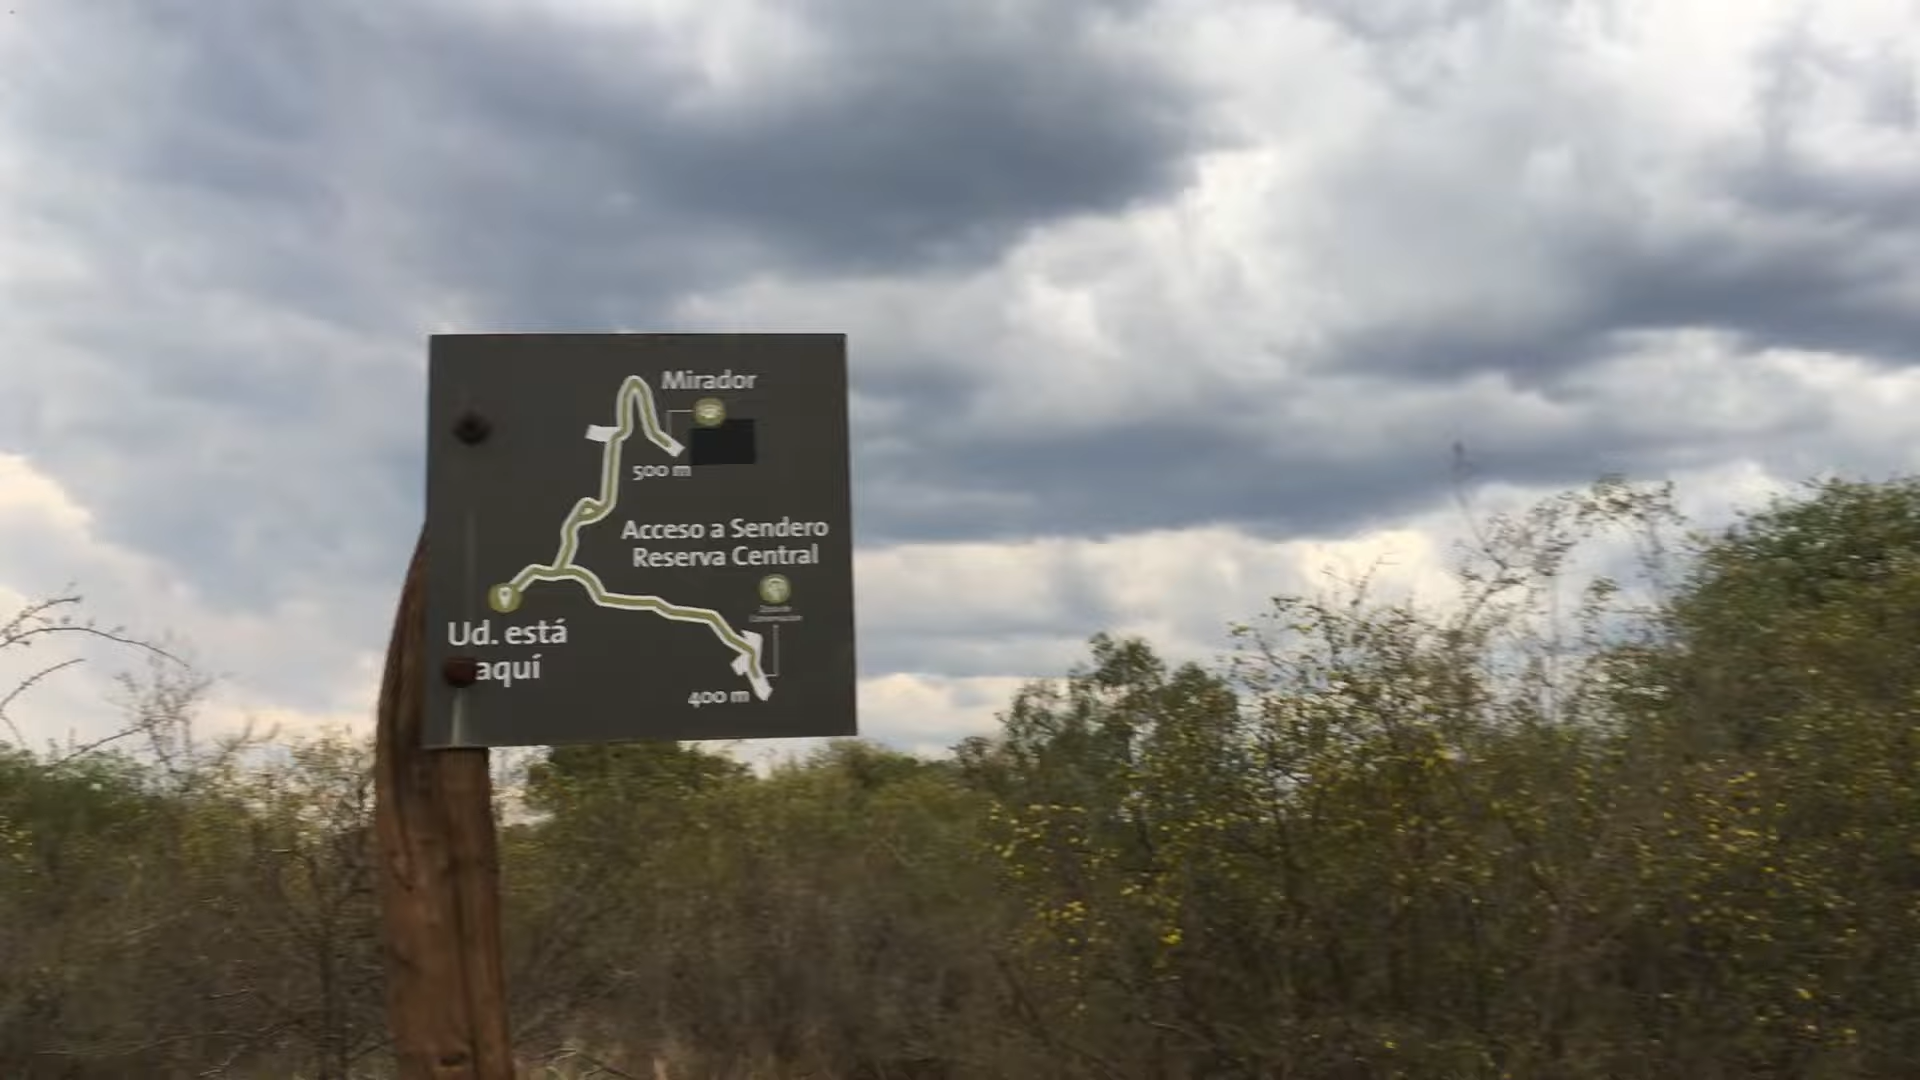 Mirador
500 m
Acceso a Sendero
Reserva Central
Ud. está
aquí
400 m